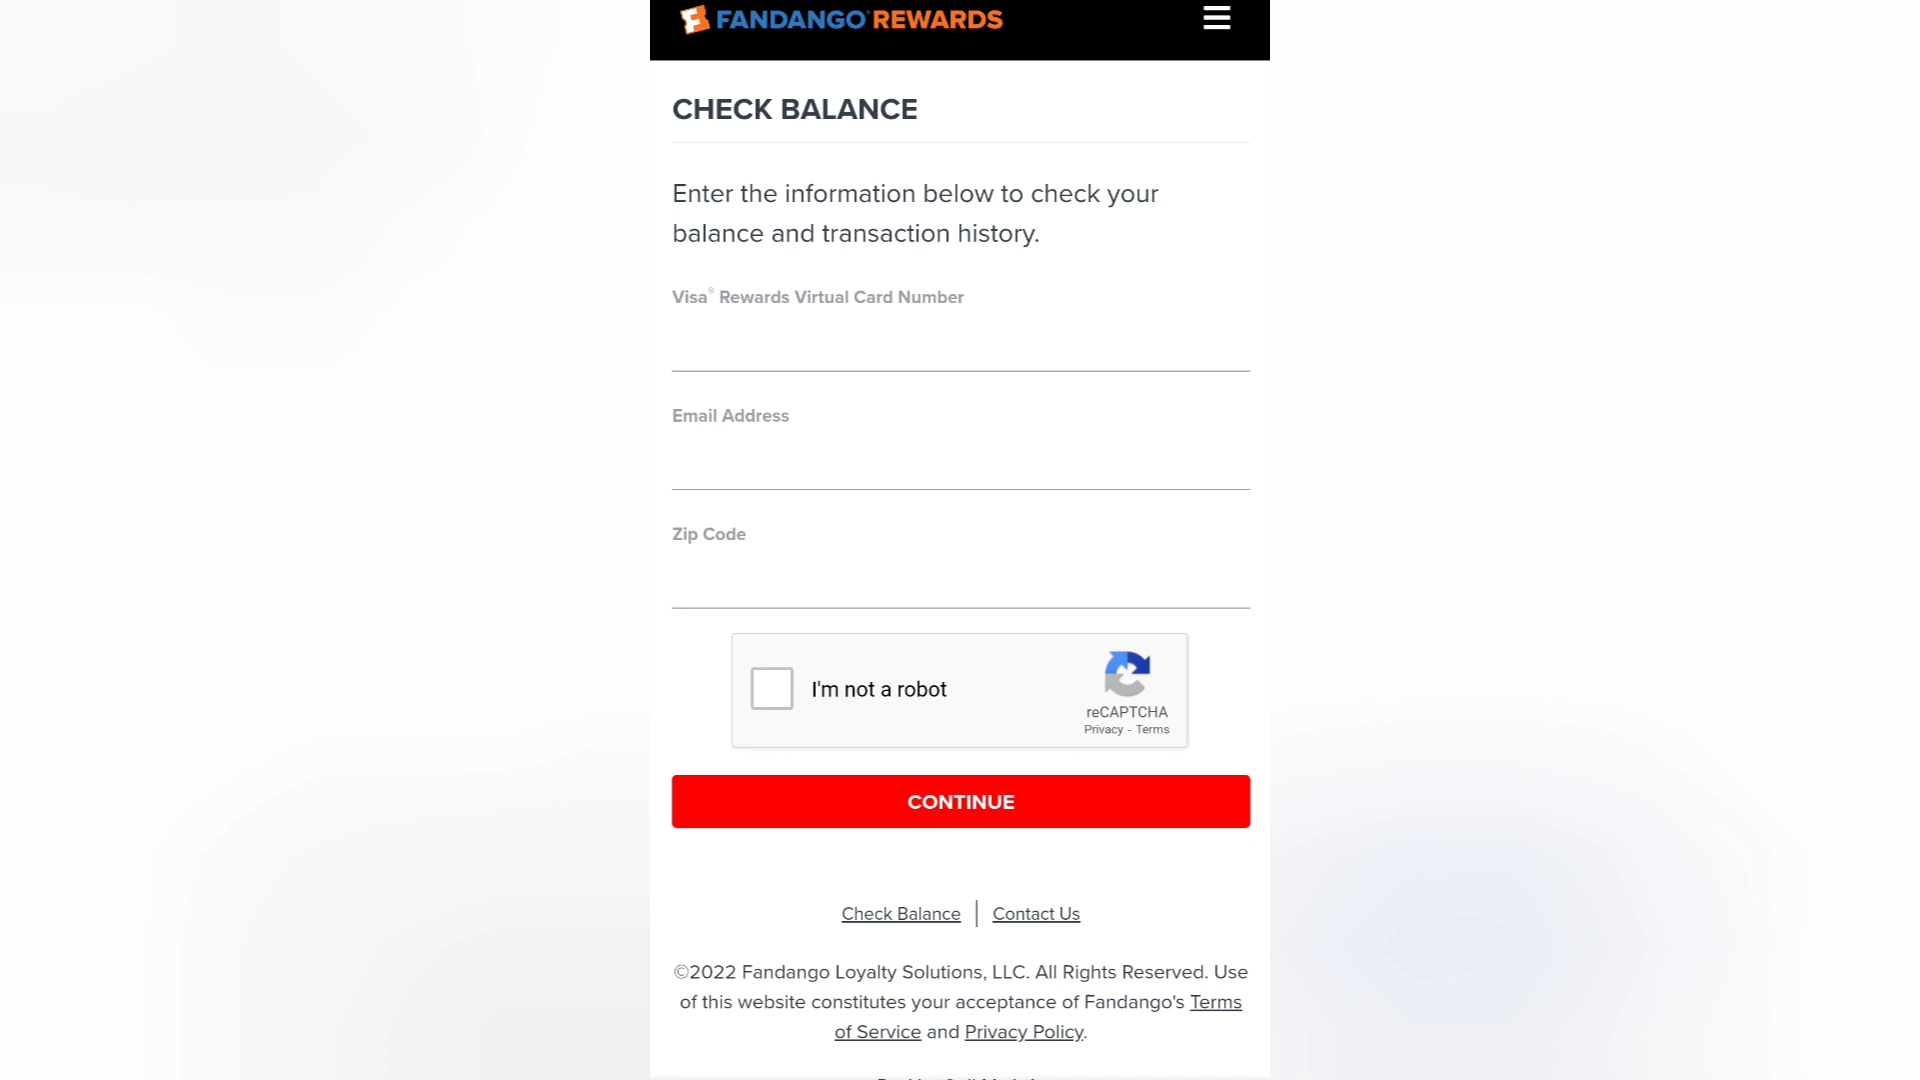 FANDANGO REWARDS
CHECK BALANCE
Enter the information below to check your
balance and transaction history.
Visa® Rewards Virtual Card Number
Email Address
Zip Code
I'm not a robot
reCAPTCHA
Privacy - Terms
CONTINUE
Check Balance | Contact Us
©2022 Fandango Loyalty Solutions, LLC. All Rights Reserved. Use
of this website constitutes your acceptance of Fandango's Terms
of Service and Privacy Policy.